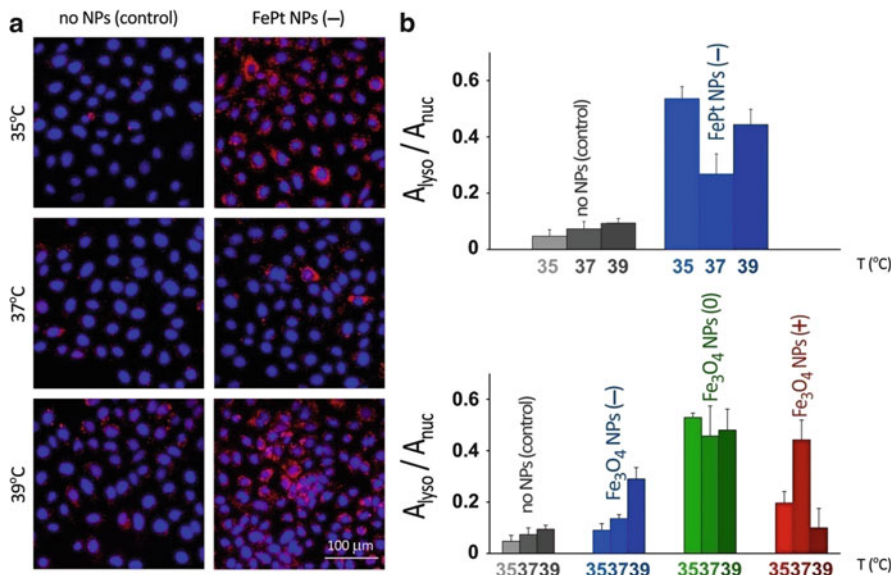 a
no NPs (control) FePt NPs (—)
35°C
37°C
39°C
100 µm
b
0.6
0.4
0.2
0
A_lyso / A_nuc
no NPs (control)
FePt NPs (—)
35 37 39 35 37 39 T (°C)
0.6
0.4
0.2
0
A_lyso / A_nuc
no NPs (control)
Fe₃O₄ NPs (—)
Fe₃O₄ NPs (0)
Fe₃O₄ NPs (+)
353739 353739 353739 353739 T (°C)